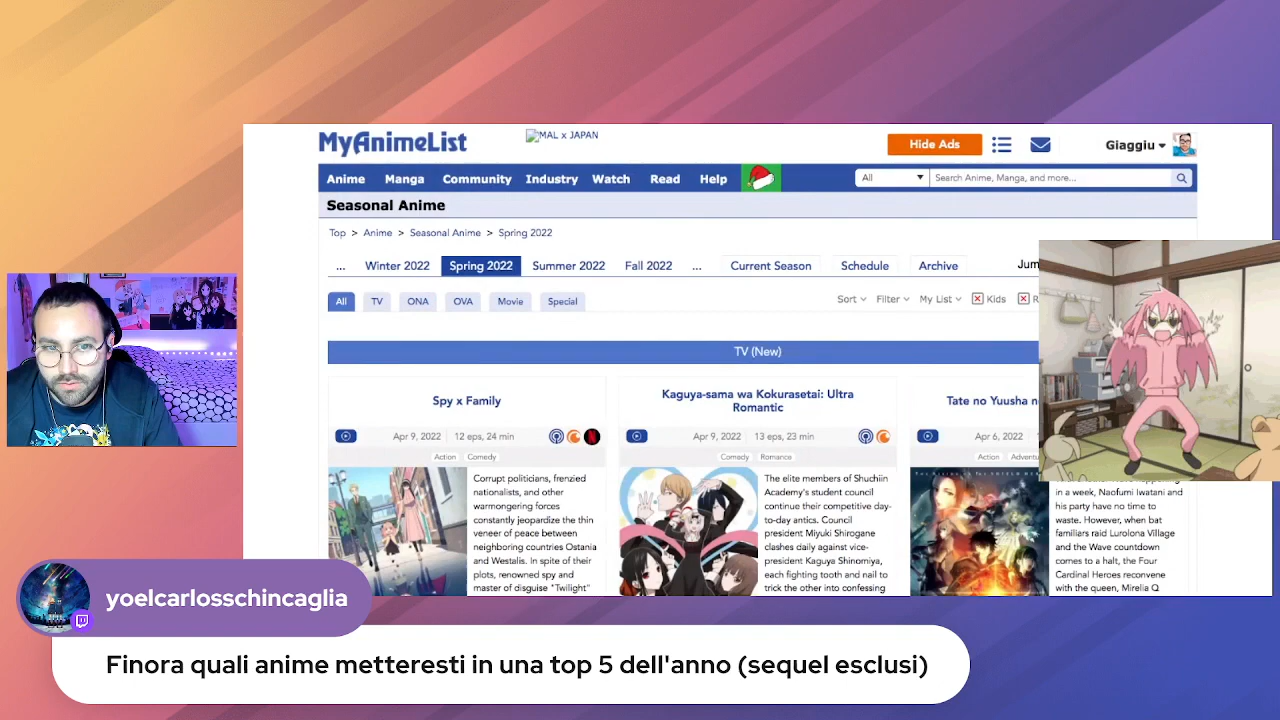 MyAnimeList
MAL x JAPAN
Hide Ads
Giaggiu
Anime Manga Community Industry Watch Read Help
All
Search Anime, Manga, and more...
Seasonal Anime
Top > Anime > Seasonal Anime > Spring 2022
... Winter 2022 Spring 2022 Summer 2022 Fall 2022 ... Current Season Schedule Archive
All TV ONA OVA Movie Special
Sort Filter My List Kids
TV (New)
Spy x Family
Apr 9, 2022 12 eps, 24 min
Action Comedy
Corrupt politicians, frenzied
nationalists, and other
warmongering forces
constantly jeopardize the thin
veneer of peace between
neighboring countries Ostania
and Westalis. In spite of their
plots, renowned spy and
master of disguise "Twilight"
Kaguya-sama wa Kokurasetai: Ultra
Romantic
Apr 9, 2022 13 eps, 23 min
Comedy Romance
The elite members of Shuchiin
Academy's student council
continue their competitive day-
to-day antics. Council
president Miyuki Shirogane
clashes daily against vice-
president Kaguya Shinomiya,
each fighting tooth and nail to
trick the other into confessing
Tate no Yuusha
Apr 6, 2022
Action
in a week, Naofumi Iwatani and
his party have no time to
waste. However, when bat
familiars raid Lurolona Village
and the Wave countdown
comes to a halt, the Four
Cardinal Heroes reconvene
with the queen, Mirelia Q
yoelcarlosschincaglia
Finora quali anime metteresti in una top 5 dell'anno (sequel esclusi)